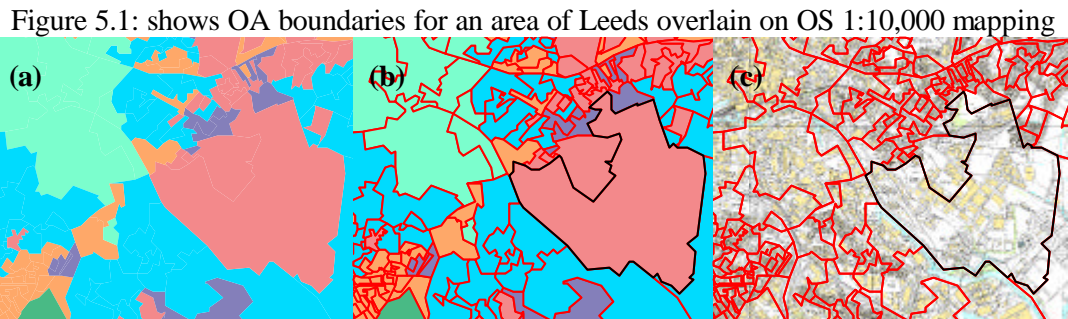 Figure 5.1: shows OA boundaries for an area of Leeds overlain on OS 1:10,000 mapping
(a)
(b)
(c)